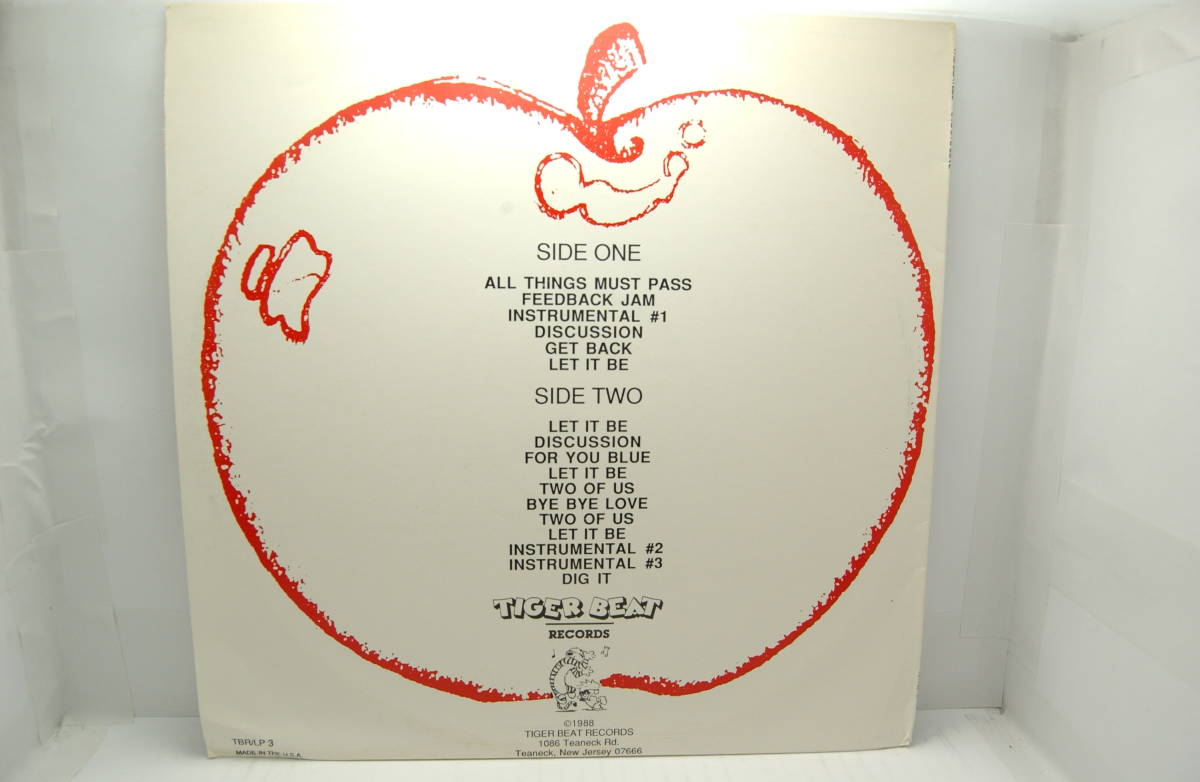 SIDE ONE
ALL THINGS MUST PASS
FEEDBACK JAM
INSTRUMENTAL #1
DISCUSSION
GET BACK
LET IT BE
SIDE TWO
LET IT BE
DISCUSSION
FOR YOU BLUE
LET IT BE
TWO OF US
BYE BYE LOVE
TWO OF US
LET IT BE
INSTRUMENTAL #2
INSTRUMENTAL #3
DIG IT
TIGER BEAT
RECORDS
©1988
TIGER BEAT RECORDS
1086 Teaneck Rd.
Teaneck, New Jersey 07666
TBR/LP 3
MADE IN THE U.S.A.